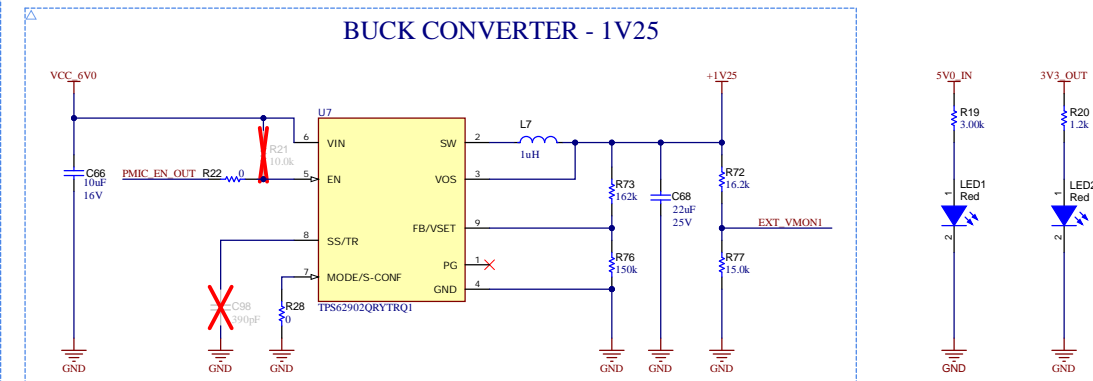 BUCK CONVERTER - 1V25
VCC_6V0
+1V25
5V0_IN
3V3_OUT
U7
R19
3.00k
R20
1.2k
L7
1uH
6
VIN
SW
2
R21
10.0k
C66
10uF
16V
PMIC_EN_OUT
R22
0
5
EN
VOS
3
R73
162k
C68
22uF
25V
R72
16.2k
LED1
Red
LED2
Red
1
1
8
SS/TR
FB/VSET
9
EXT_VMON1
2
2
7
MODE/S-CONF
PG
1
GND
4
R76
150k
R77
15.0k
C98
390pF
R28
0
TPS62902QRYTRQ1
GND
GND
GND
GND
GND
GND
GND
GND